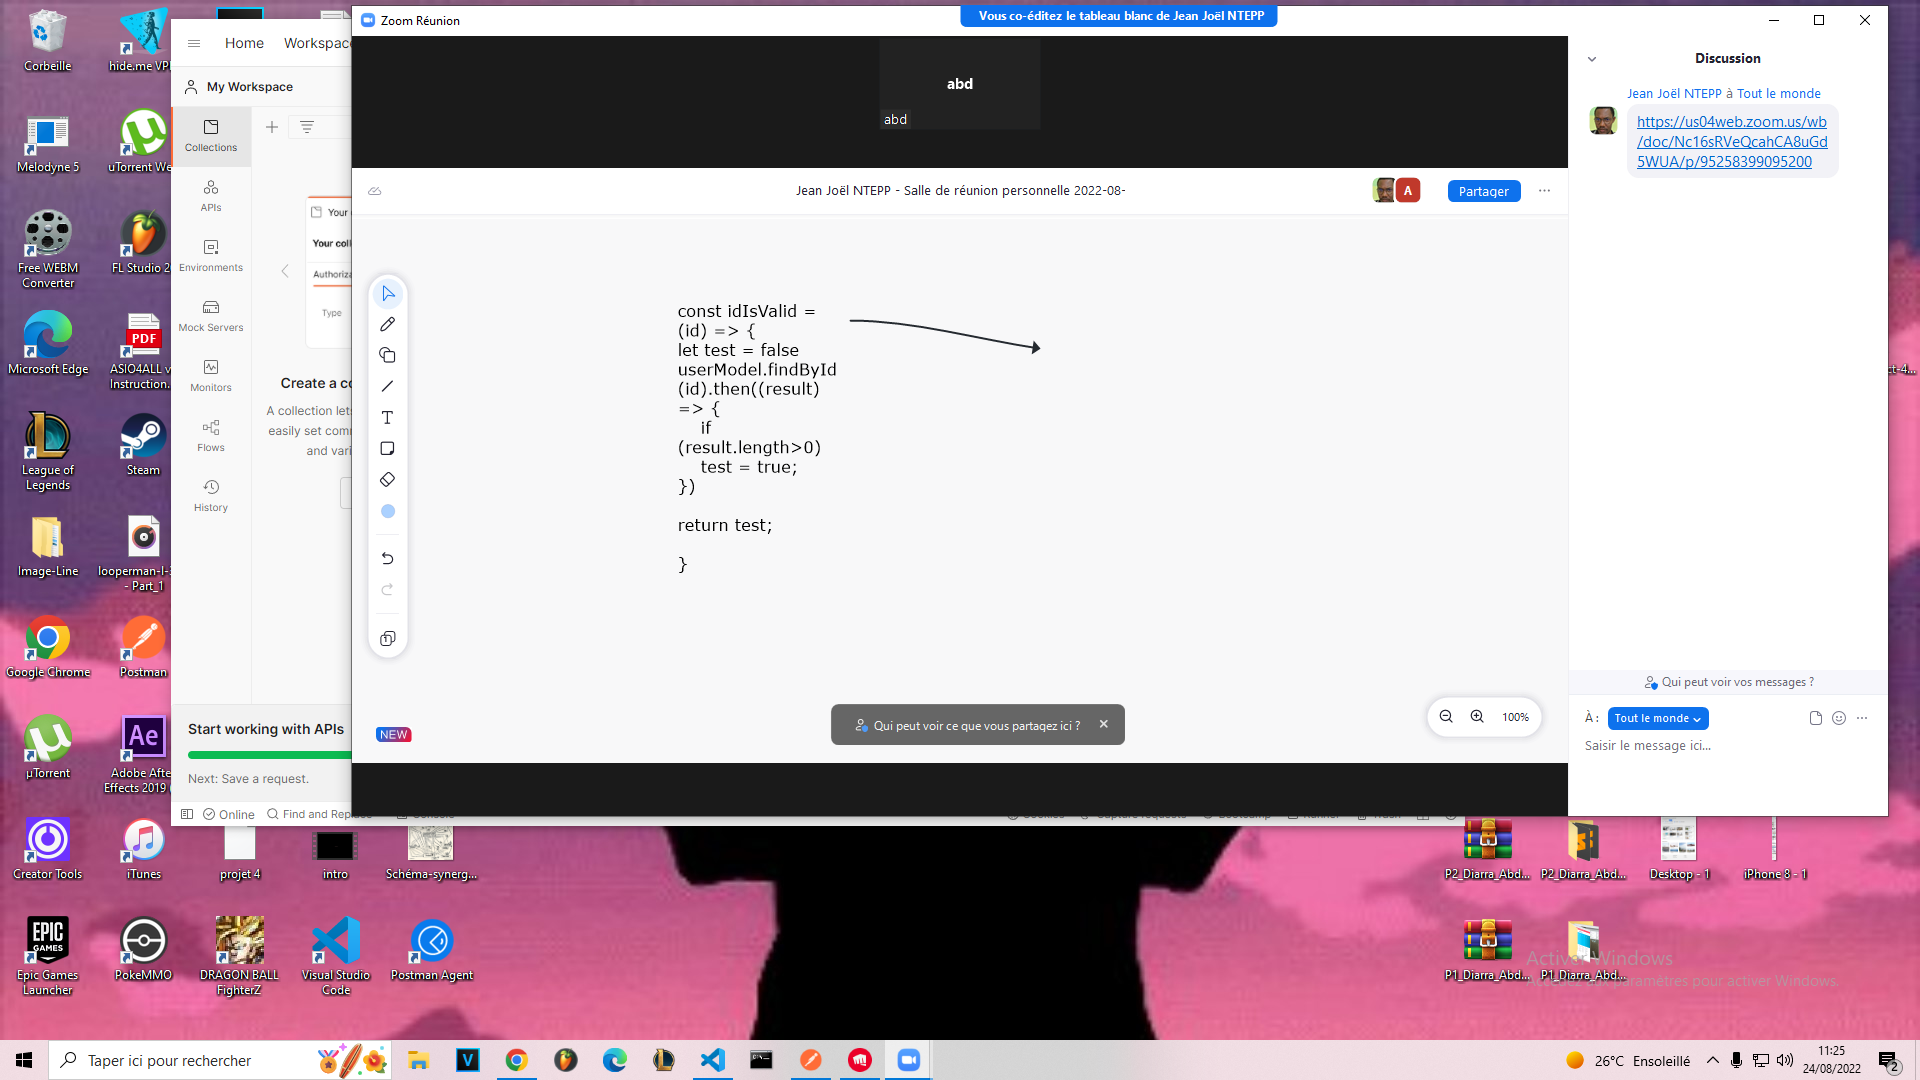 Corbeille
hide.me VP
Melodyne 5
uTorrent We
Free WEBM
Converter
FL Studio 2
Microsoft Edge
ASIO4ALL v
Instruction.
League of
Legends
Steam
Image-Line
looperman-l-
- Part_1
Google Chrome
Postman
µTorrent
Adobe Afte
Effects 2019 (
Creator Tools
iTunes
projet 4
intro
Schéma-synerg...
Epic Games
Launcher
PokeMMO
DRAGON BALL
FighterZ
Visual Studio
Code
Postman Agent
Home
Workspace
My Workspace
Collections
APIs
Environments
Mock Servers
Monitors
Flows
History
Your
Your coll
Authoriza
Type
Create a co
A collection lets
easily set comm
and vari
Start working with APIs
Next: Save a request.
Online
Find and Replace
Console
Zoom Réunion
Vous co-éditez le tableau blanc de Jean Joël NTEPP
abd
abd
Jean Joël NTEPP - Salle de réunion personnelle 2022-08-
A
Partager
const idIsValid =
(id) => {
let test = false
userModel.findById
(id).then((result)
=> {
if
(result.length>0)
test = true;
})
return test;
}
NEW
Qui peut voir ce que vous partagez ici ?
100%
Discussion
Jean Joël NTEPP à Tout le monde
https://us04web.zoom.us/wb
/doc/Nc16sRVeQcahCA8uGd
5WUA/p/95258399095200
Qui peut voir vos messages ?
À :
Tout le monde
Saisir le message ici...
ct-4...
P2_Diarra_Abd...
P2_Diarra_Abd...
Desktop - 1
iPhone 8 - 1
P1_Diarra_Abd...
P1_Diarra_Abd...
Activer Windows
Accédez aux paramètres pour activer Windows.
Taper ici pour rechercher
26°C Ensoleillé
11:25
24/08/2022
2